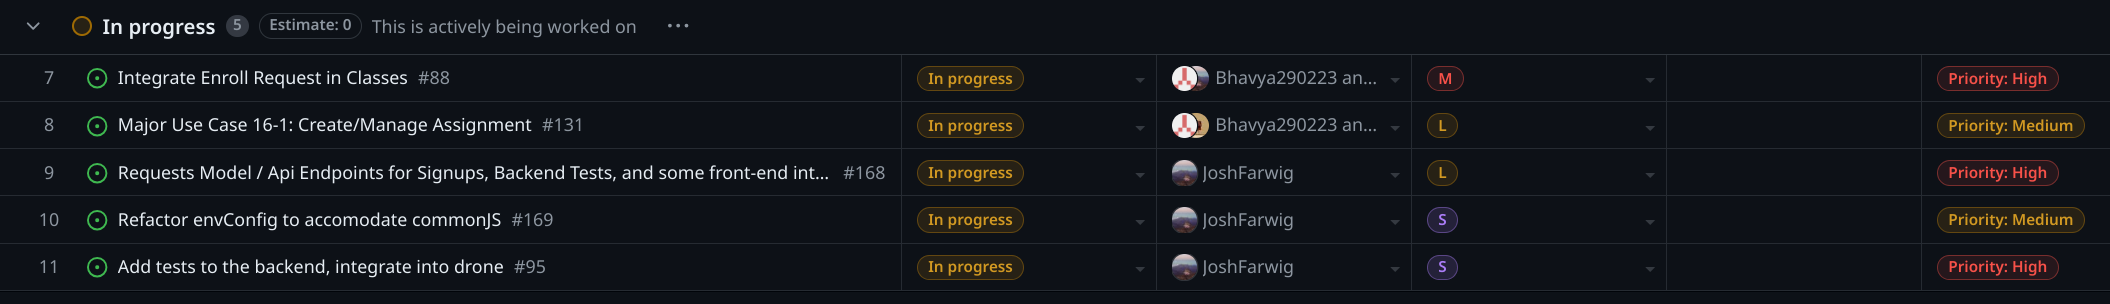 In progress 5 Estimate: 0 This is actively being worked on ...
7 Integrate Enroll Request in Classes #88 In progress Bhavya290223 an... M Priority: High
8 Major Use Case 16-1: Create/Manage Assignment #131 In progress Bhavya290223 an... L Priority: Medium
9 Requests Model / Api Endpoints for Signups, Backend Tests, and some front-end int... #168 In progress JoshFarwig L Priority: High
10 Refactor envConfig to accomodate commonJS #169 In progress JoshFarwig S Priority: Medium
11 Add tests to the backend, integrate into drone #95 In progress JoshFarwig S Priority: High